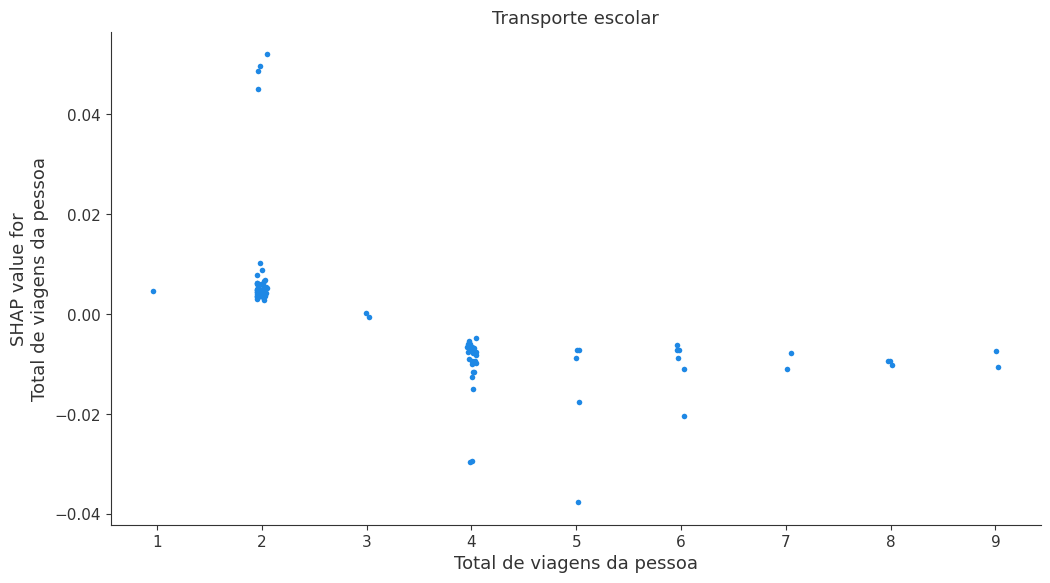 Transporte escolar
SHAP value for
Total de viagens da pessoa
0.04
0.02
0.00
−0.02
−0.04
1 2 3 4 5 6 7 8 9
Total de viagens da pessoa